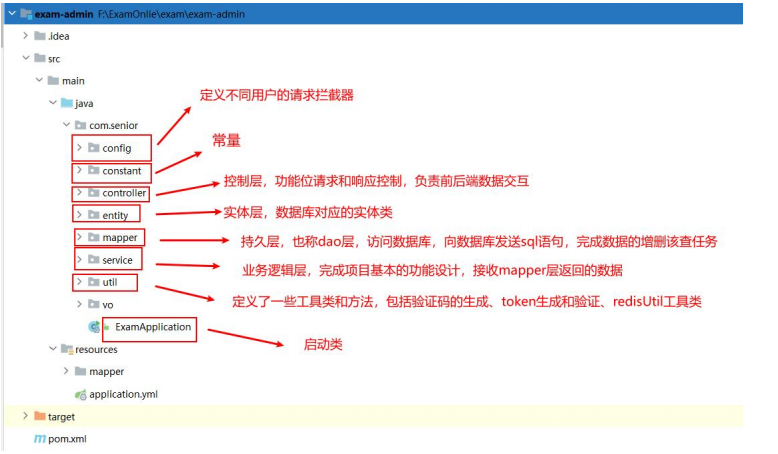 exam-admin F:\ExamOnlie\exam\exam-admin
.idea
src
main
java
定义不同用户的请求拦截器
com.senior
config
常量
constant
controller
控制层，功能位请求和响应控制，负责前后端数据交互
entity
实体层，数据库对应的实体类
mapper
持久层，也称dao层，访问数据库，向数据库发送sql语句，完成数据的增删该查任务
service
业务逻辑层，完成项目基本的功能设计，接收mapper层返回的数据
util
定义了一些工具类和方法，包括验证码的生成、token生成和验证、redisUtil工具类
vo
ExamApplication
启动类
resources
mapper
application.yml
target
pom.xml